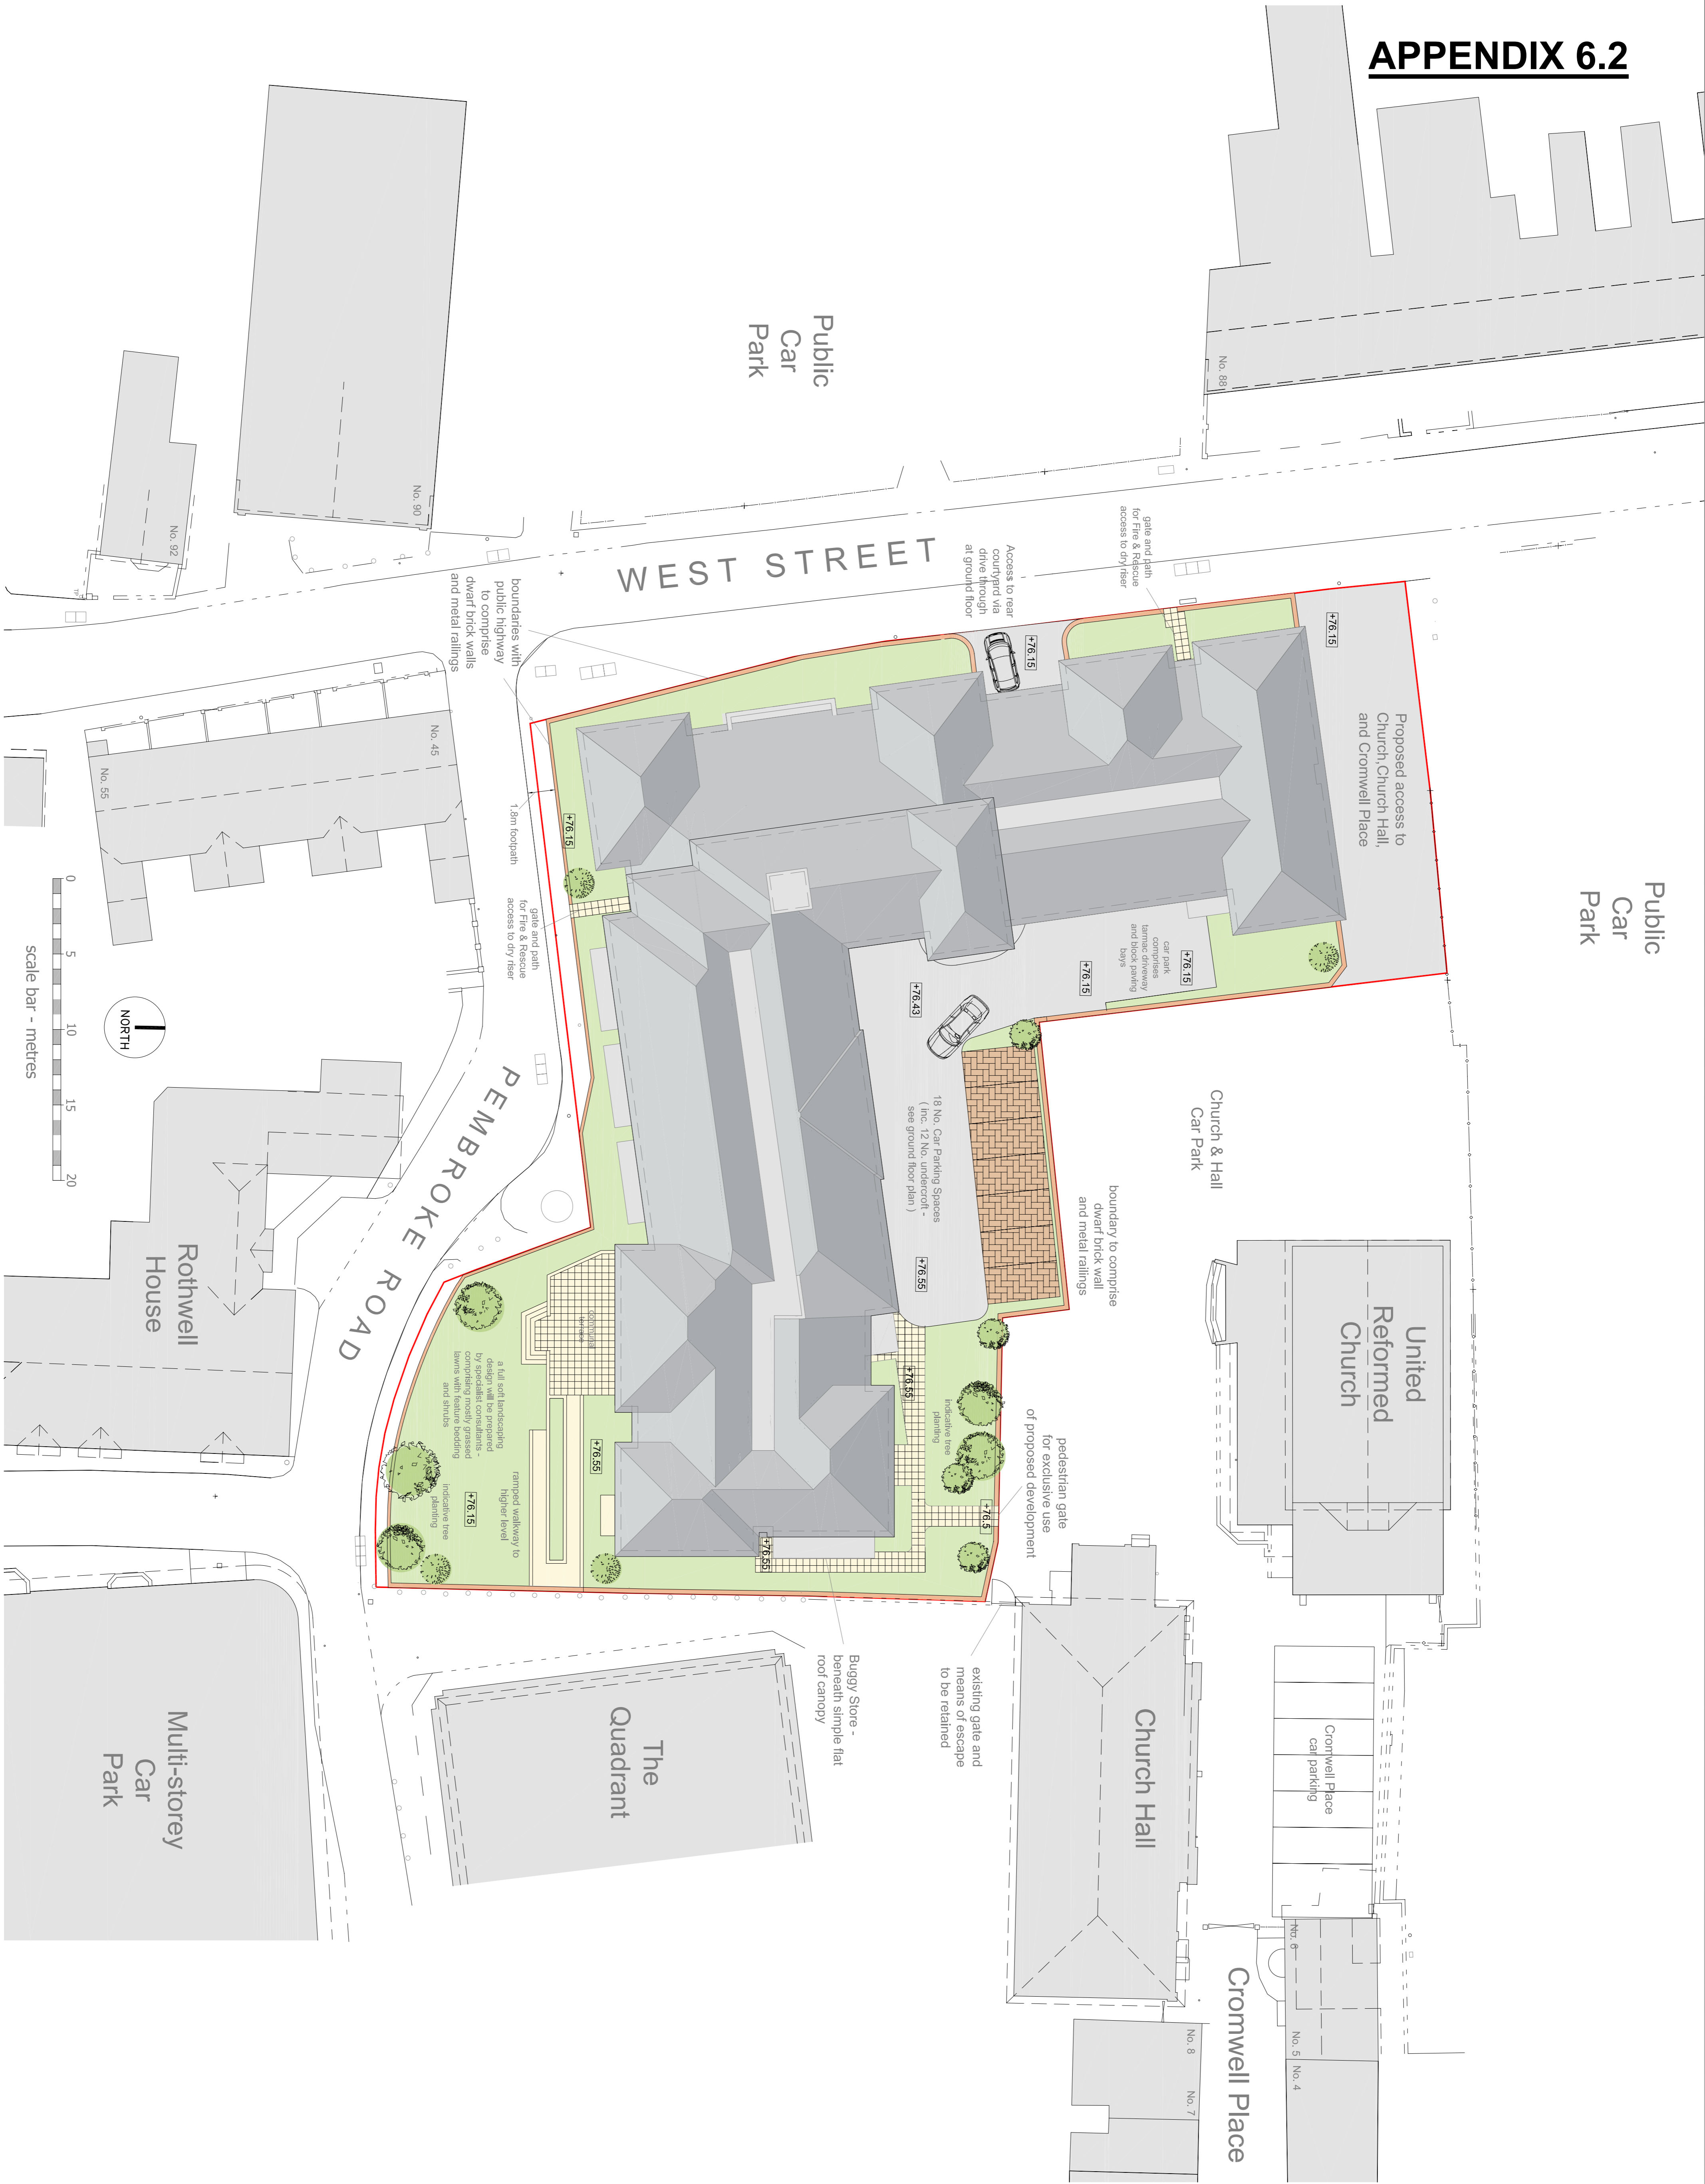 APPENDIX 6.2
Public
Car
Park
No. 88
No. 90
No. 92
WEST STREET
gate and path
for Fire & Rescue
access to dry riser
Access to rear
courtyard via
drive through
at ground floor
boundaries with
public highway
to comprise
dwarf brick walls
and metal railings
+76.15
+76.15
Proposed access to
Church,Church Hall,
and Cromwell Place
Public
Car
Park
No. 45
No. 55
1.8m footpath
+76.15
gate and path
for Fire & Rescue
access to dry riser
car park
comprises
tarmac driveway
and block paving
bays
+76.15
+76.15
+76.43
18 No. Car Parking Spaces
( inc. 12 No. undercroft -
see ground floor plan )
+76.55
Church & Hall
Car Park
boundary to comprise
dwarf brick wall
and metal railings
0
5
10
15
20
scale bar - metres
NORTH
PEMBROKE ROAD
Rothwell
House
United
Reformed
Church
communal
terrace
a full soft landscaping
design will be prepared
by specialist consultants -
comprising mostly grassed
lawns with feature bedding
and shrubs
+76.55
+76.55
indicative tree
planting
pedestrian gate
for exclusive use
of proposed development
ramped walkway to
higher level
+76.15
indicative tree
planting
+76.5
+76.55
Buggy Store -
beneath simple flat
roof canopy
existing gate and
means of escape
to be retained
Church Hall
Cromwell Place
car parking
The
Quadrant
Multi-storey
Car
Park
No. 6
No. 5
No. 4
No. 8
No. 7
Cromwell Place